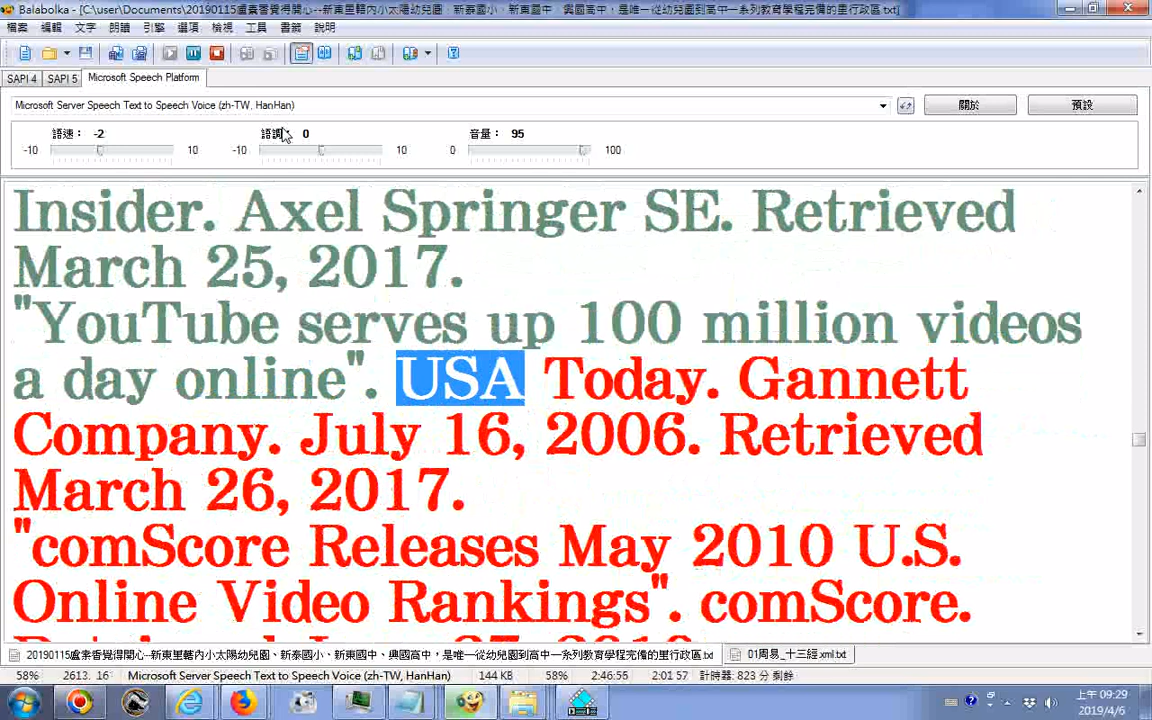 Balabolka - [C:\user\Documents\20190115盧素香覺得開心--新東里轄內小太陽幼兒園、新泰國小、新東國中、興國高中，是唯一從幼兒園到高中一系列教育學程完備的里行政區.txt]
檔案 編輯 文字 朗讀 引擎 選項 檢視 工具 書籤 說明
SAPI 4 SAPI 5 Microsoft Speech Platform
Microsoft Server Speech Text to Speech Voice (zh-TW, HanHan) 關於 預設
語速： -2 語調： 0 音量： 95
-10 10 -10 10 0 100
Insider. Axel Springer SE. Retrieved
March 25, 2017.
"YouTube serves up 100 million videos
a day online". USA Today. Gannett
Company. July 16, 2006. Retrieved
March 26, 2017.
"comScore Releases May 2010 U.S.
Online Video Rankings". comScore.
20190115盧素香覺得開心--新東里轄內小太陽幼兒園、新泰國小、新東國中、興國高中，是唯一從幼兒園到高中一系列教育學程完備的里行政區.txt 01周易_十三經.xml.txt
58% 2613. 16 Microsoft Server Speech Text to Speech Voice (zh-TW, HanHan) 144 KB 58% 2:46:55 2:01 57 計時器: 823 分 剩餘
上午 09:29
2019/4/6